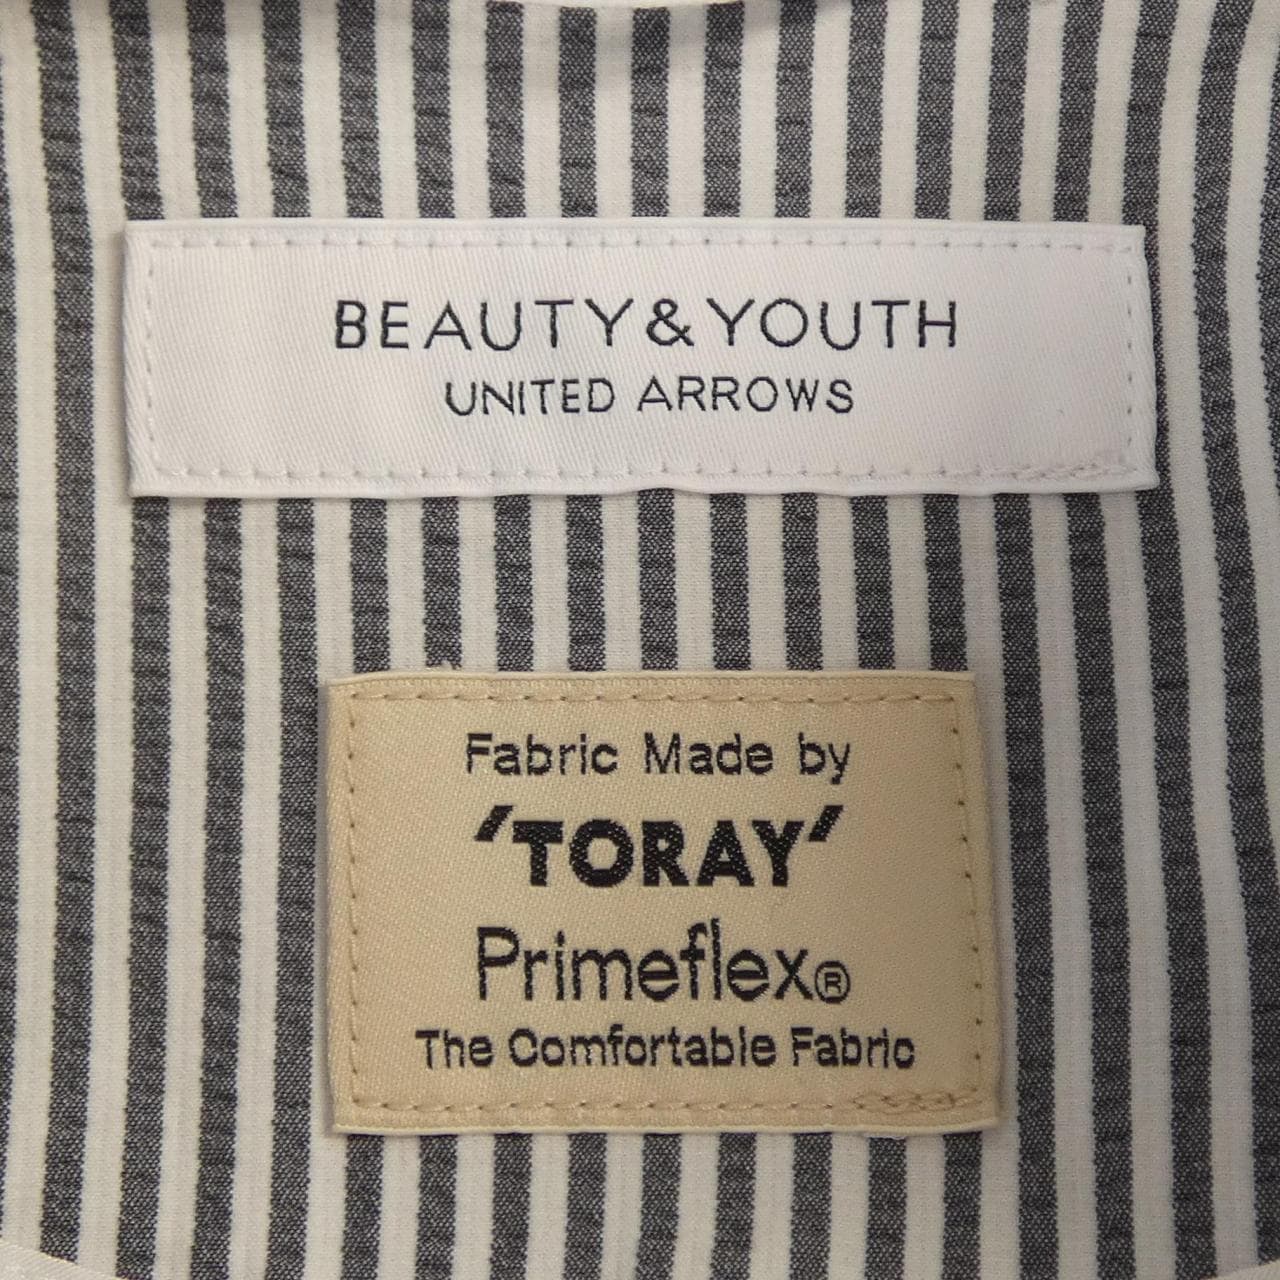 BEAUTY&YOUTH
UNITED ARROWS
Fabric Made by
'TORAY'
Primeflex®
The Comfortable Fabric